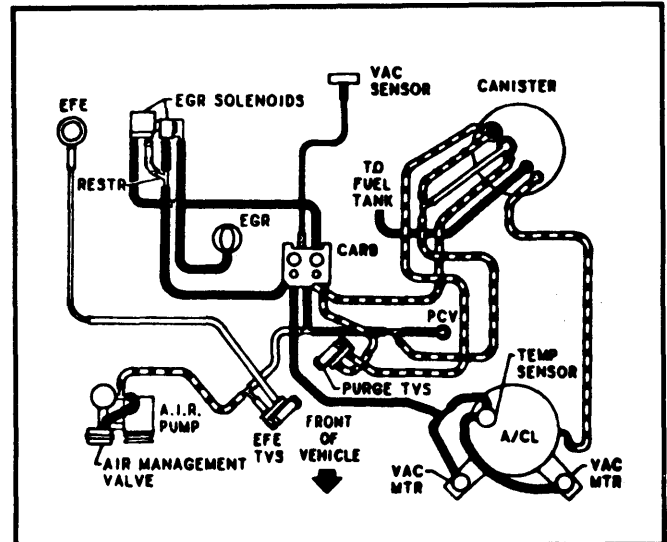 VAC
SENSOR
CANISTER
EFE
EGR SOLENOIDS
TO
FUEL
TANK
RESTR
EGR
CARB
PCV
TEMP
SENSOR
PURGE TVS
A.I.R.
PUMP
EFE
TVS
FRONT
OF
VEHICLE
A/CL
AIR MANAGEMENT
VALVE
VAC
MTR
VAC
MTR